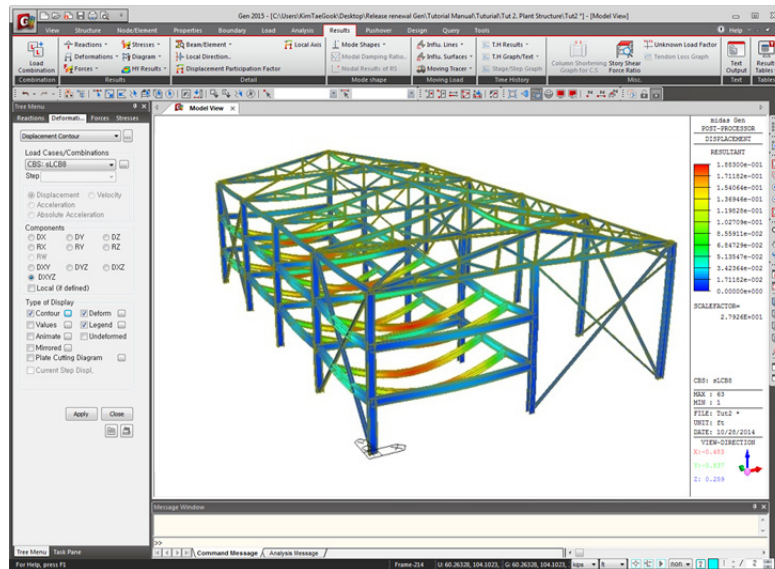 Gen 2015 - [C:\Users\KimTaeGook\Desktop\Release renewal Gen\Tutorial Manual\Tuturial\Tut 2. Plant Structure\Tut2 *] - [Model View]
View Structure Node/Element Properties Boundary Load Analysis Results Pushover Design Query Tools Help
Load Combination
Reactions
Deformations
Forces
Stresses
Diagram
HY Results
Beam/Element
Local Direction..
Displacement Participation Factor
Local Axis
Mode Shapes
Modal Damping Ratio..
Nodal Results of RS
Influ. Lines
Influ. Surfaces
Moving Tracer
T.H Results
T.H Graph/Text
Stage/Step Graph
Column Shortening Graph for C.S
Story Shear Force Ratio
Unknown Load Factor
Tendon Loss Graph
Text Output
Result Tables
Combination Results Detail Mode shape Moving Load Time History Misc. Text Tables
Tree Menu
Reactions Deformati.. Forces Stresses
Displacement Contour
Load Cases/Combinations
CBS: sLCB8
Step
Displacement Velocity
Acceleration
Absolute Acceleration
Components
DX DY DZ
RX RY RZ
RW
DXY DYZ DXZ
DXYZ
Local (if defined)
Type of Display
Contour Deform
Values Legend
Animate Undeformed
Mirrored
Plate Cutting Diagram
Current Step Displ.
Apply Close
Tree Menu Task Pane
Model View
midas Gen
POST-PROCESSOR
DISPLACEMENT
RESULTANT
1.88300e-001
1.71182e-001
1.54064e-001
1.36946e-001
1.19828e-001
1.02709e-001
8.55911e-002
6.84729e-002
5.13547e-002
3.42364e-002
1.71182e-002
0.00000e+000
SCALEFACTOR=
2.7926E+001
CBS: sLCB8
MAX : 63
MIN : 1
FILE: Tut2 *
UNIT: ft
DATE: 10/28/2014
VIEW-DIRECTION
X:-0.483
Y:-0.837
Z: 0.259
Message Window
>>
Command Message Analysis Message
For Help, press F1
Frame-214
U: 60.26328, 104.1023,
G: 60.26328, 104.1023,
kips
ft
non
2